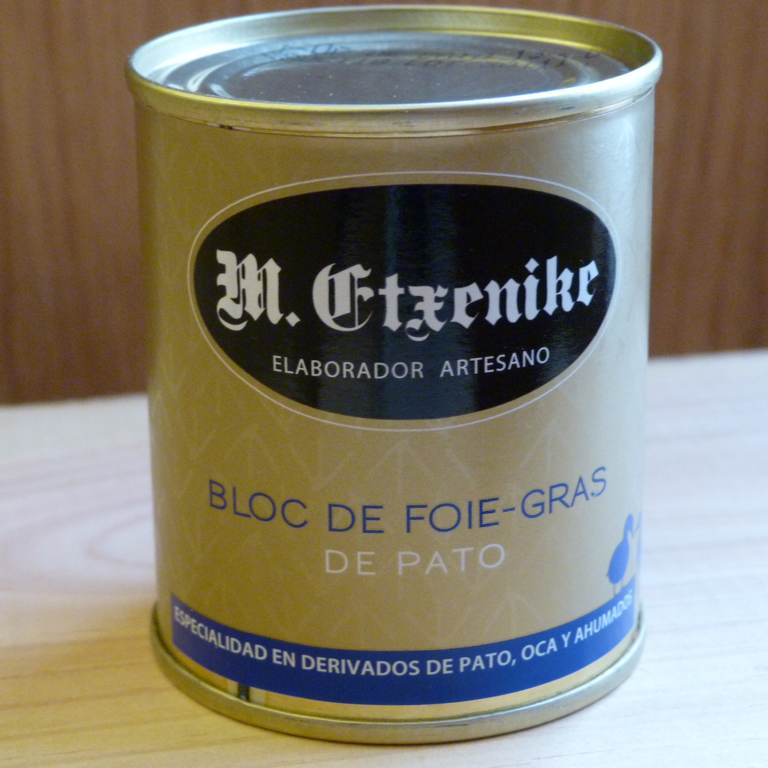 M. Etxenike
ELABORADOR ARTESANO
BLOC DE FOIE-GRAS
DE PATO
ESPECIALIDAD EN DERIVADOS DE PATO, OCA Y AHUMADOS